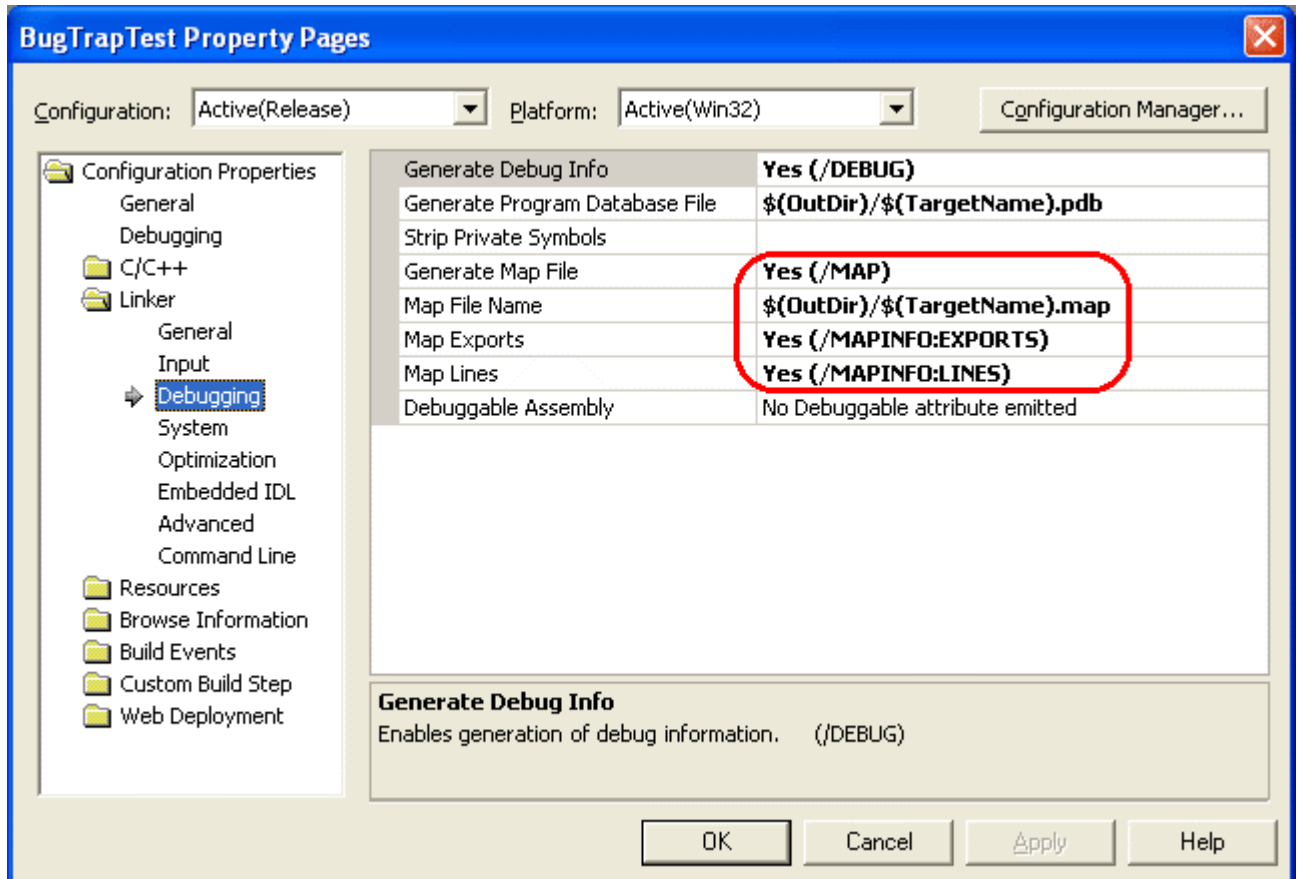 BugTrapTest Property Pages
Configuration: Active(Release) Platform: Active(Win32) Configuration Manager...
Configuration Properties
General
Debugging
C/C++
Linker
General
Input
Debugging
System
Optimization
Embedded IDL
Advanced
Command Line
Resources
Browse Information
Build Events
Custom Build Step
Web Deployment
Generate Debug Info Yes (/DEBUG)
Generate Program Database File $(OutDir)/$(TargetName).pdb
Strip Private Symbols
Generate Map File Yes (/MAP)
Map File Name $(OutDir)/$(TargetName).map
Map Exports Yes (/MAPINFO:EXPORTS)
Map Lines Yes (/MAPINFO:LINES)
Debuggable Assembly No Debuggable attribute emitted
Generate Debug Info
Enables generation of debug information. (/DEBUG)
OK Cancel Apply Help